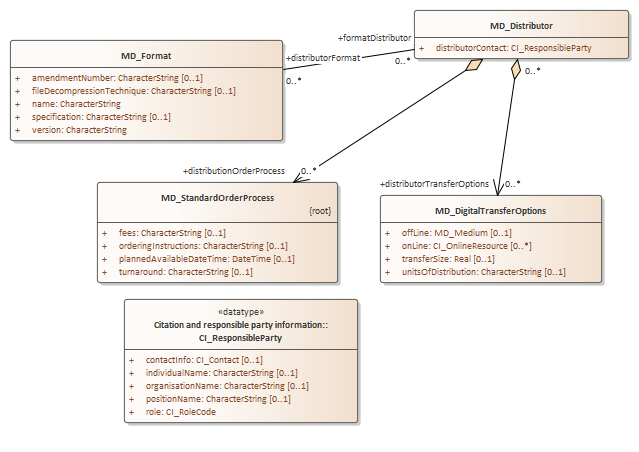 MD_Distributor
+ distributorContact: CI_ResponsibleParty
+formatDistributor
0..*
0..*
+distributorFormat
0..*
MD_Format
+ amendmentNumber: CharacterString [0..1]
+ fileDecompressionTechnique: CharacterString [0..1]
+ name: CharacterString
+ specification: CharacterString [0..1]
+ version: CharacterString
+distributionOrderProcess
0..*
+distributorTransferOptions
0..*
MD_StandardOrderProcess
{root}
+ fees: CharacterString [0..1]
+ orderingInstructions: CharacterString [0..1]
+ plannedAvailableDateTime: DateTime [0..1]
+ turnaround: CharacterString [0..1]
MD_DigitalTransferOptions
+ offLine: MD_Medium [0..1]
+ onLine: CI_OnlineResource [0..*]
+ transferSize: Real [0..1]
+ unitsOfDistribution: CharacterString [0..1]
«datatype»
Citation and responsible party information::
CI_ResponsibleParty
+ contactInfo: CI_Contact [0..1]
+ individualName: CharacterString [0..1]
+ organisationName: CharacterString [0..1]
+ positionName: CharacterString [0..1]
+ role: CI_RoleCode